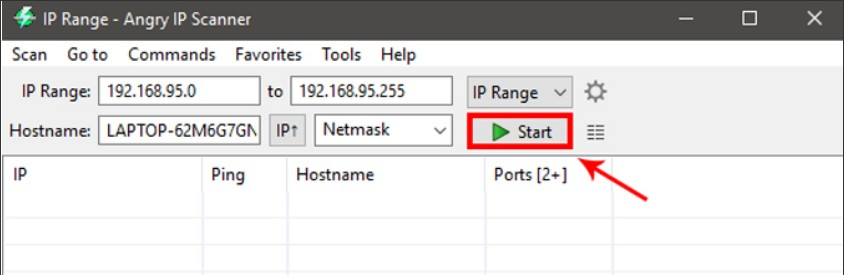 IP Range - Angry IP Scanner
Scan Go to Commands Favorites Tools Help
IP Range: 192.168.95.0 to 192.168.95.255 IP Range
Hostname: LAPTOP-62M6G7GN IP↑ Netmask Start
IP Ping Hostname Ports [2+]